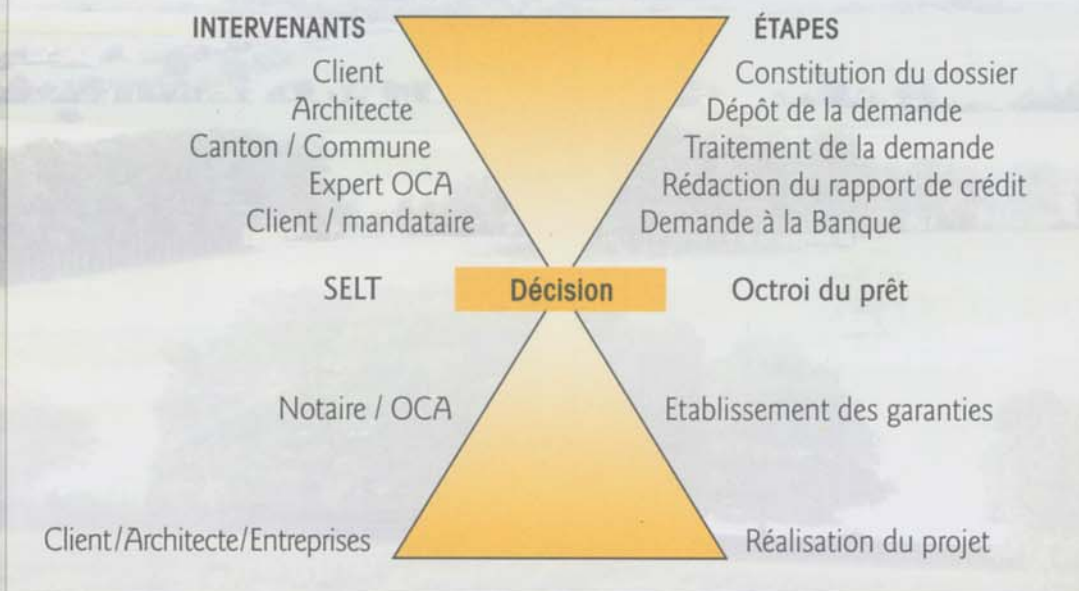 INTERVENANTS ÉTAPES
Client Constitution du dossier
Architecte Dépôt de la demande
Canton / Commune Traitement de la demande
Expert OCA Rédaction du rapport de crédit
Client / mandataire Demande à la Banque
SELT Décision Octroi du prêt
Notaire / OCA Etablissement des garanties
Client/Architecte/Entreprises Réalisation du projet